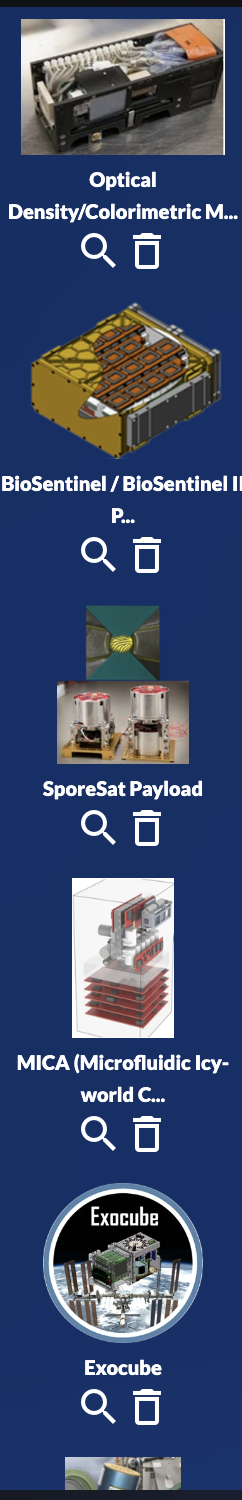 Optical
Density/Colorimetric M...
BioSentinel / BioSentinel II
P...
SporeSat Payload
MICA (Microfluidic Icy-
world C...
Exocube
Exocube